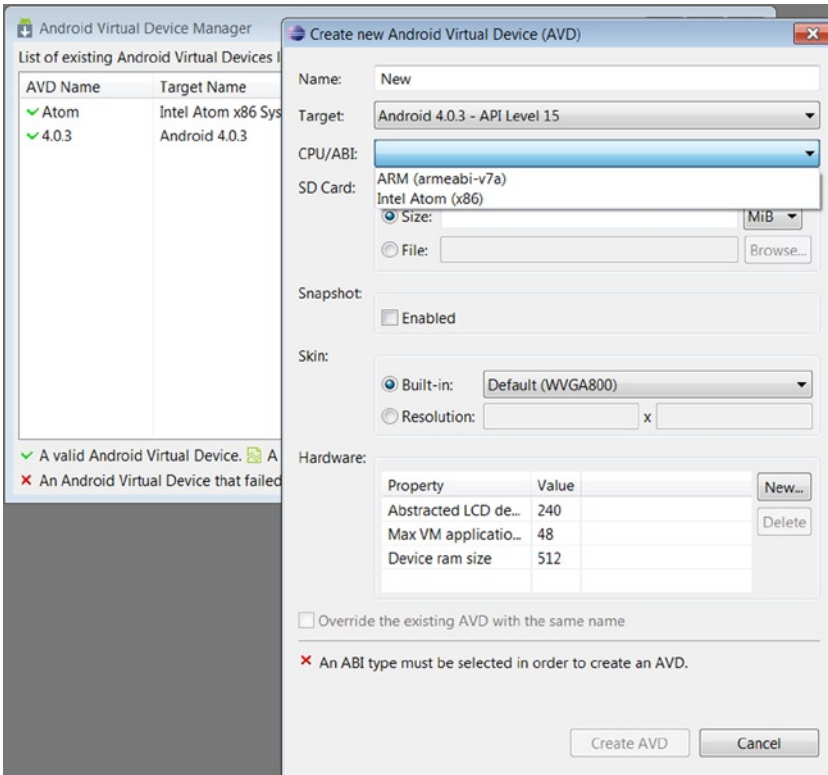 Android Virtual Device Manager
List of existing Android Virtual Devices l
AVD Name Target Name
Atom Intel Atom x86 Sys
4.0.3 Android 4.0.3
A valid Android Virtual Device. A
An Android Virtual Device that failed
Create new Android Virtual Device (AVD)
Name: New
Target: Android 4.0.3 - API Level 15
CPU/ABI:
ARM (armeabi-v7a)
Intel Atom (x86)
SD Card:
Size: MiB
File: Browse...
Snapshot:
Enabled
Skin:
Built-in: Default (WVGA800)
Resolution: x
Hardware:
Property Value
Abstracted LCD de... 240
Max VM applicatio... 48
Device ram size 512
New...
Delete
Override the existing AVD with the same name
An ABI type must be selected in order to create an AVD.
Create AVD Cancel